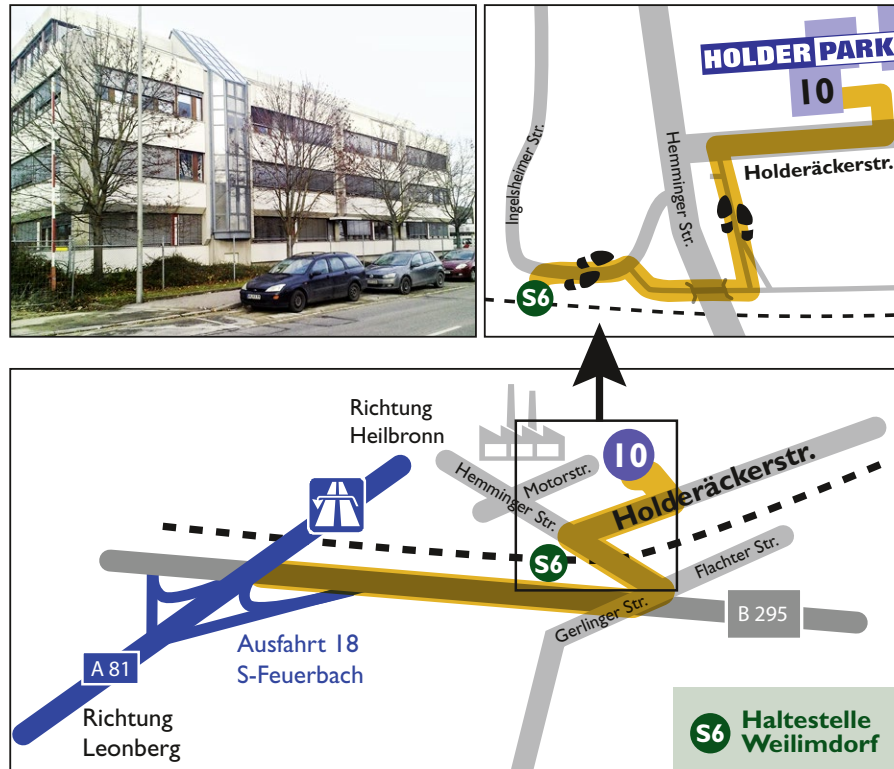 HOLDER PARK
10
Ingelsheimer Str.
Hemminger Str.
Holderäckerstr.
S6
Richtung
Heilbronn
10
Hemminger Str.
Motorstr.
Holderäckerstr.
S6
Flachter Str.
Gerlinger Str.
B 295
Ausfahrt 18
S-Feuerbach
A 81
Richtung
Leonberg
S6 Haltestelle
Weilimdorf